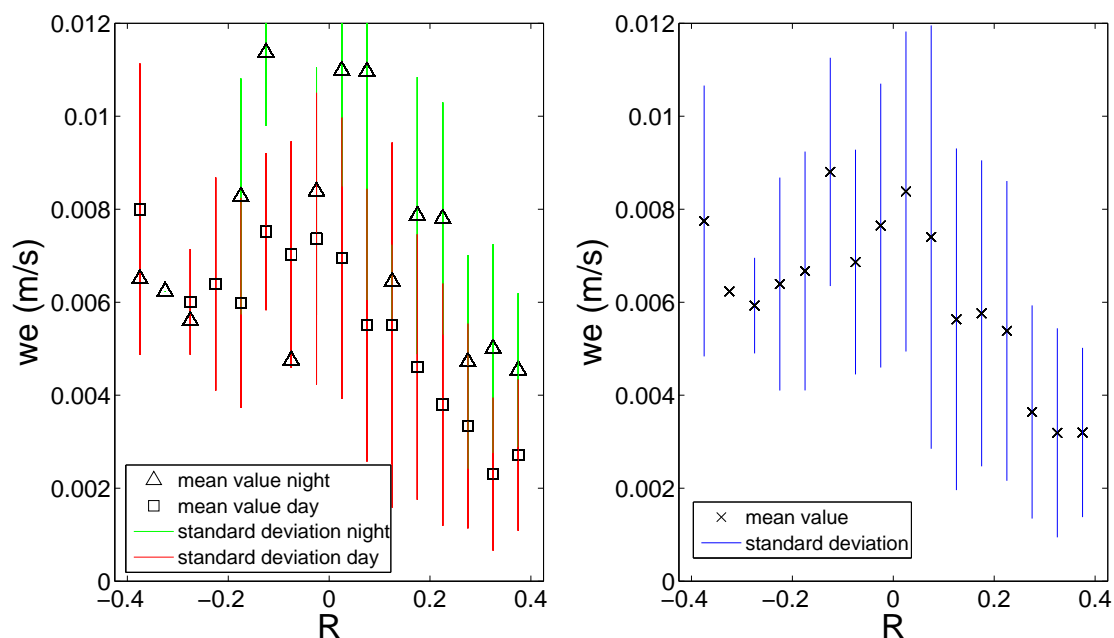 0.012
0.01
0.008
0.006
0.004
0.002
0
we (m/s)
mean value night
mean value day
standard deviation night
standard deviation day
−0.4 −0.2 0 0.2 0.4
R
0.012
0.01
0.008
0.006
0.004
0.002
0
we (m/s)
mean value
standard deviation
−0.4 −0.2 0 0.2 0.4
R